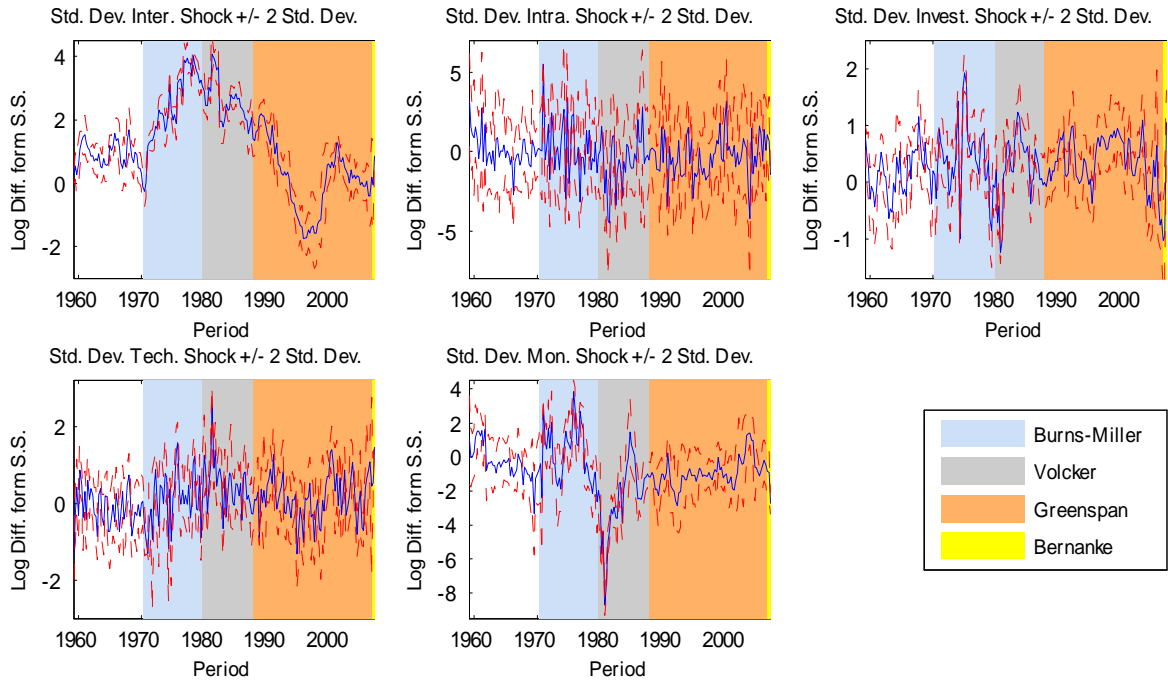 Std. Dev. Inter. Shock +/- 2 Std. Dev.
Log Diff. form S.S.
4
2
0
-2
1960 1970 1980 1990 2000
Period
Std. Dev. Intra. Shock +/- 2 Std. Dev.
Log Diff. form S.S.
5
0
-5
1960 1970 1980 1990 2000
Period
Std. Dev. Invest. Shock +/- 2 Std. Dev.
Log Diff. form S.S.
2
1
0
-1
1960 1970 1980 1990 2000
Period
Std. Dev. Tech. Shock +/- 2 Std. Dev.
Log Diff. form S.S.
2
0
-2
1960 1970 1980 1990 2000
Period
Std. Dev. Mon. Shock +/- 2 Std. Dev.
Log Diff. form S.S.
4
2
0
-2
-4
-6
-8
1960 1970 1980 1990 2000
Period
Burns-Miller
Volcker
Greenspan
Bernanke